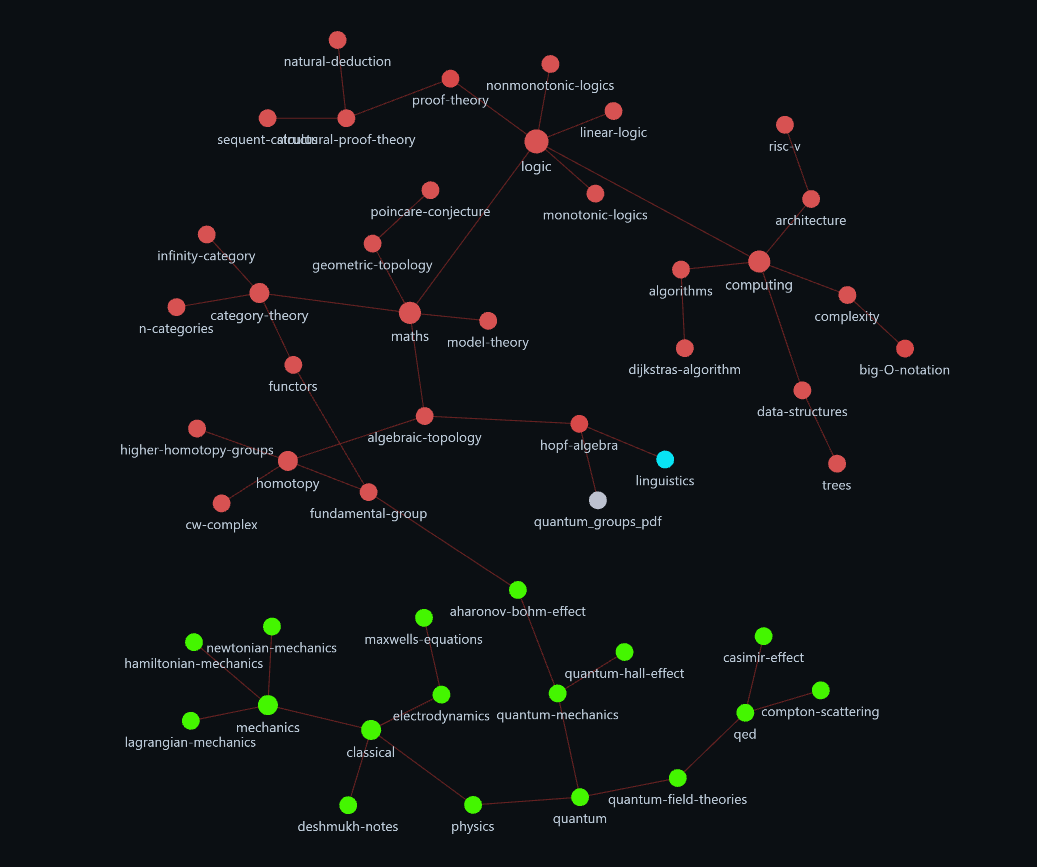 natural-deduction
nonmonotonic-logics
proof-theory
linear-logic
sequent-calculus
structural-proof-theory
risc-v
logic
poincare-conjecture
monotonic-logics
architecture
infinity-category
geometric-topology
algorithms
computing
category-theory
complexity
n-categories
maths
model-theory
dijkstras-algorithm
big-O-notation
functors
data-structures
algebraic-topology
hopf-algebra
higher-homotopy-groups
homotopy
linguistics
trees
fundamental-group
cw-complex
quantum_groups_pdf
aharonov-bohm-effect
maxwells-equations
newtonian-mechanics
casimir-effect
hamiltonian-mechanics
quantum-hall-effect
electrodynamics
quantum-mechanics
compton-scattering
mechanics
qed
lagrangian-mechanics
classical
quantum-field-theories
quantum
deshmukh-notes
physics